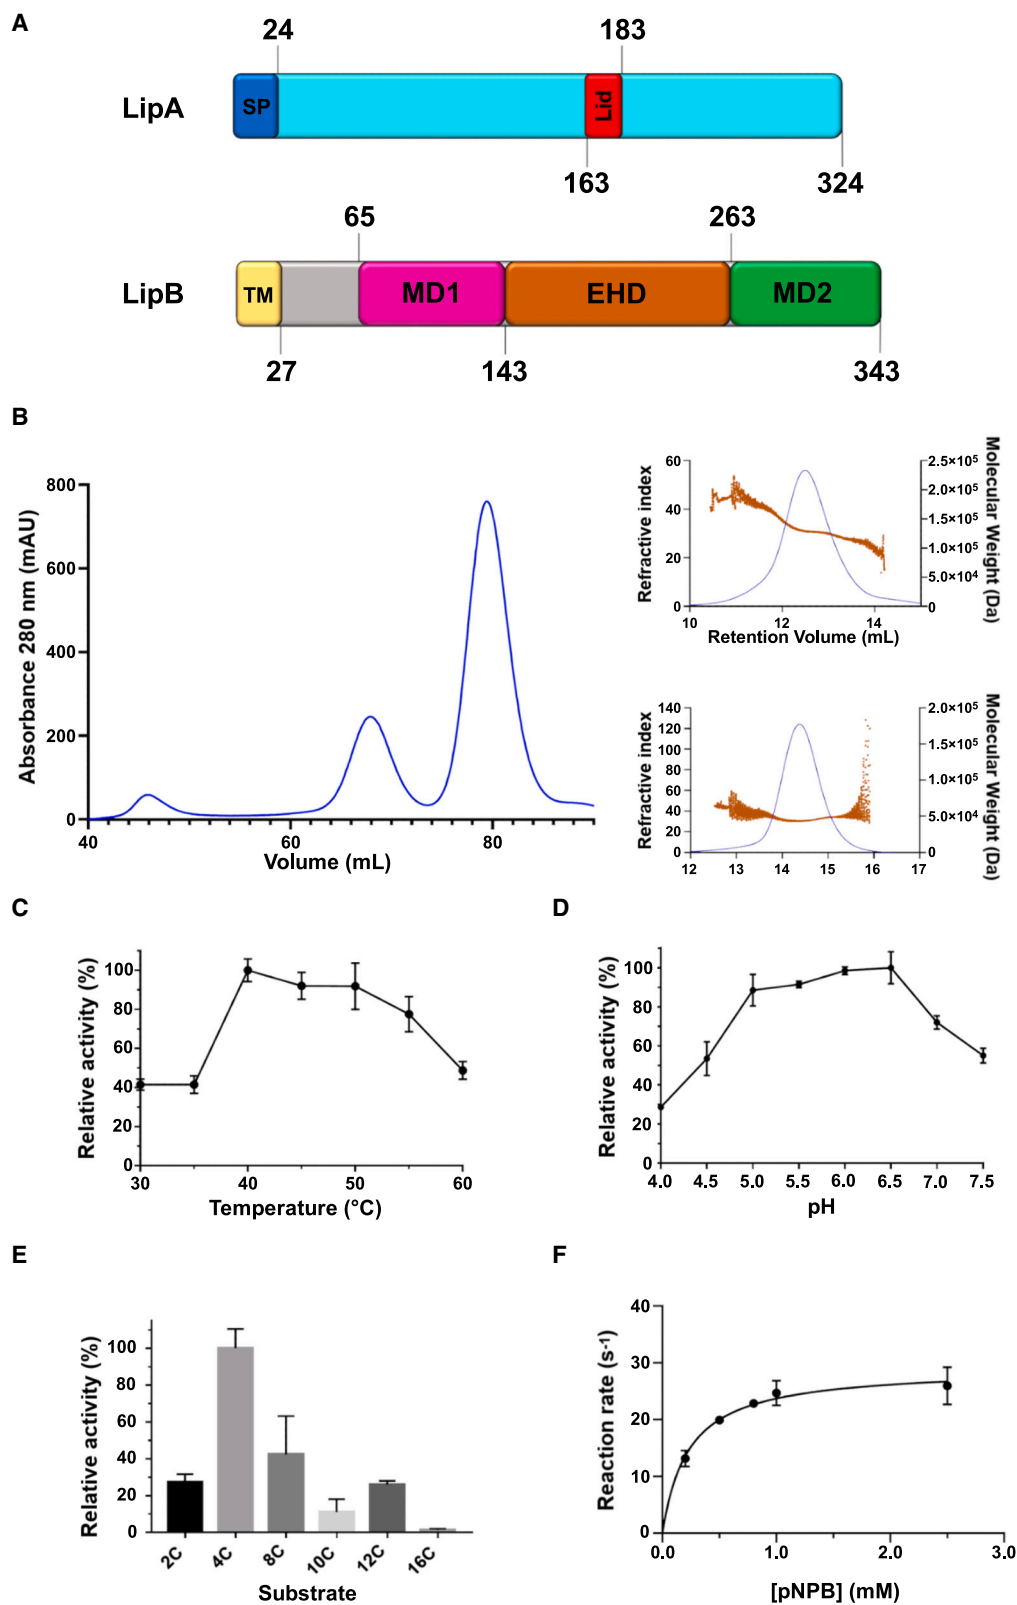 A
24
183
LipA
SP
Lid
163
324
65
263
LipB
TM
MD1
EHD
MD2
27
143
343
B
Absorbance 280 nm (mAU)
800
600
400
200
0
40
60
80
Volume (mL)
Refractive index
60
40
20
0
10
12
14
Retention Volume (mL)
2.5×10⁵
2.0×10⁵
1.5×10⁵
1.0×10⁵
5.0×10⁴
0
Molecular Weight (Da)
Refractive index
140
120
100
80
60
40
20
0
12
13
14
15
16
17
2.0×10⁵
1.5×10⁵
1.0×10⁵
5.0×10⁴
0
Molecular Weight (Da)
C
Relative activity (%)
100
80
60
40
20
0
30
40
50
60
Temperature (°C)
D
Relative activity (%)
100
80
60
40
20
0
4.0
4.5
5.0
5.5
6.0
6.5
7.0
7.5
pH
E
Relative activity (%)
100
80
60
40
20
0
2C
4C
8C
10C
12C
16C
Substrate
F
Reaction rate (s⁻¹)
40
30
20
10
0
0.0
1.0
2.0
3.0
[pNPB] (mM)